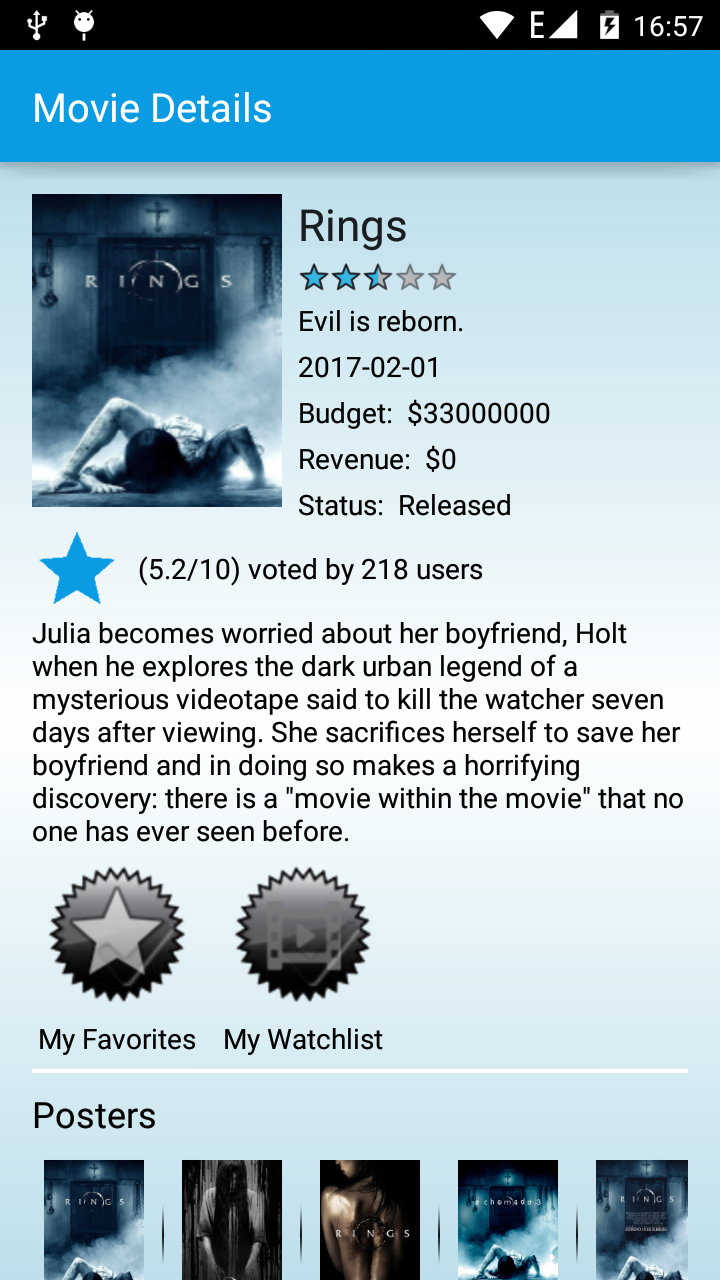 16:57
Movie Details
RINGS
Rings
Evil is reborn.
2017-02-01
Budget: $33000000
Revenue: $0
Status: Released
(5.2/10) voted by 218 users
Julia becomes worried about her boyfriend, Holt
when he explores the dark urban legend of a
mysterious videotape said to kill the watcher seven
days after viewing. She sacrifices herself to save her
boyfriend and in doing so makes a horrifying
discovery: there is a "movie within the movie" that no
one has ever seen before.
My Favorites My Watchlist
Posters
RINGS
RINGS
RINGS